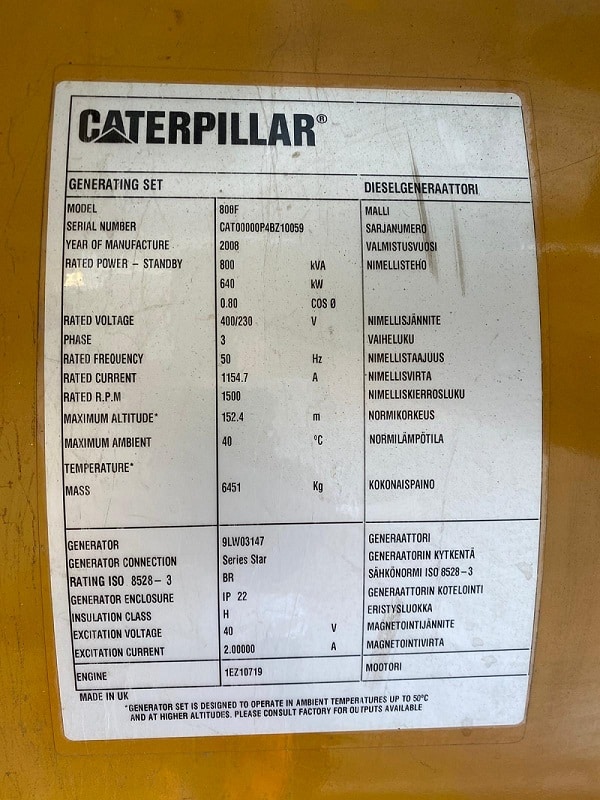 CATERPILLAR®
GENERATING SET DIESELGENERAATTORI
MODEL 808F MALLI
SERIAL NUMBER CAT00000P4BZ10059 SARJANUMERO
YEAR OF MANUFACTURE 2008 VALMISTUSVUOSI
RATED POWER – STANDBY 800 kVA NIMELLISTEHO
640 kW
0.80 COS Ø
RATED VOLTAGE 400/230 V NIMELLISJÄNNITE
PHASE 3 VAIHELUKU
RATED FREQUENCY 50 Hz NIMELLISTAAJUUS
RATED CURRENT 1154.7 A NIMELLISVIRTA
RATED R.P.M 1500 NIMELLISKIERROSLUKU
MAXIMUM ALTITUDE* 152.4 m NORMIKORKEUS
MAXIMUM AMBIENT 40 °C NORMILÄMPÖTILA
TEMPERATURE*
MASS 6451 Kg KOKONAISPAINO
GENERATOR 9LW03147 GENERAATTORI
GENERATOR CONNECTION Series Star GENERAATORIN KYTKENTÄ
RATING ISO 8528 – 3 BR SÄHKÖNORMI ISO 8528 – 3
GENERATOR ENCLOSURE IP 22 GENERAATTORIN KOTELOINTI
INSULATION CLASS H ERISTYSLUOKKA
EXCITATION VOLTAGE 40 V MAGNETOINTIJÄNNITE
EXCITATION CURRENT 2.00000 A MAGNETOINTIVIRTA
ENGINE 1EZ10719 MOOTORI
MADE IN UK
*GENERATOR SET IS DESIGNED TO OPERATE IN AMBIENT TEMPERATURES UP TO 50°C
AND AT HIGHER ALTITUDES. PLEASE CONSULT FACTORY FOR OUTPUTS AVAILABLE